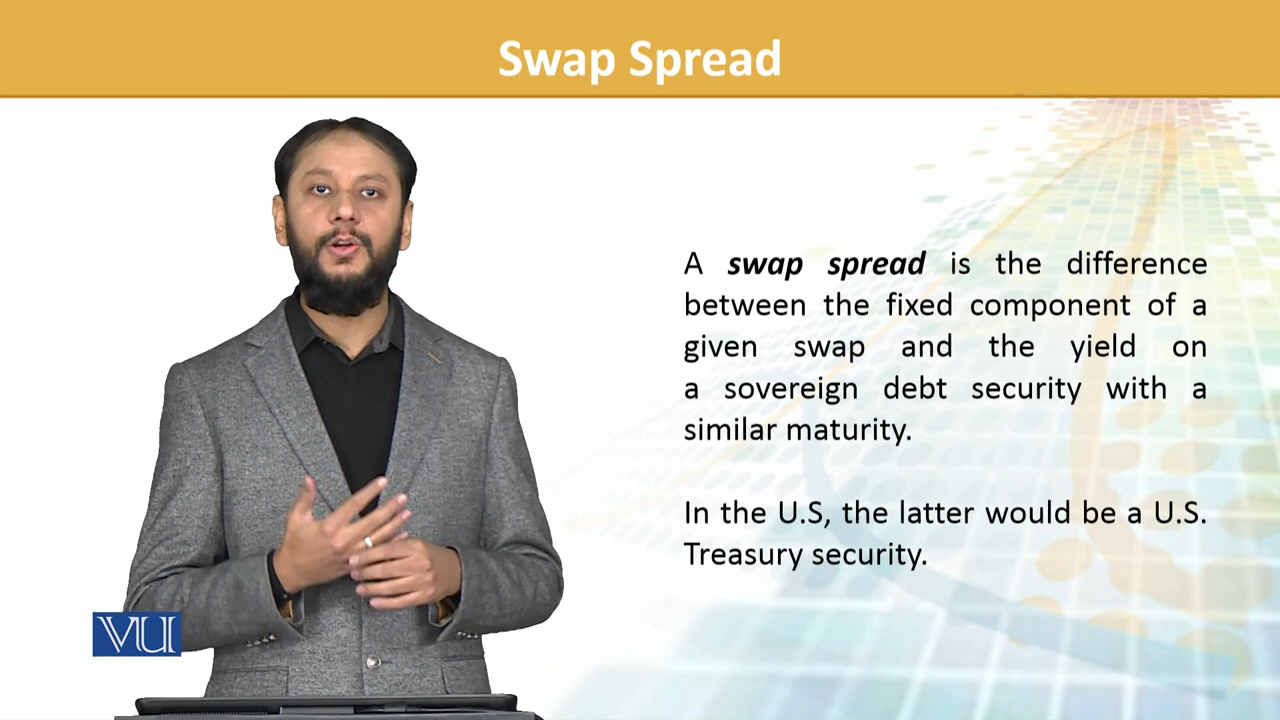 Swap Spread
A swap spread is the difference
between the fixed component of a
given swap and the yield on
a sovereign debt security with a
similar maturity.
In the U.S, the latter would be a U.S.
Treasury security.
VU